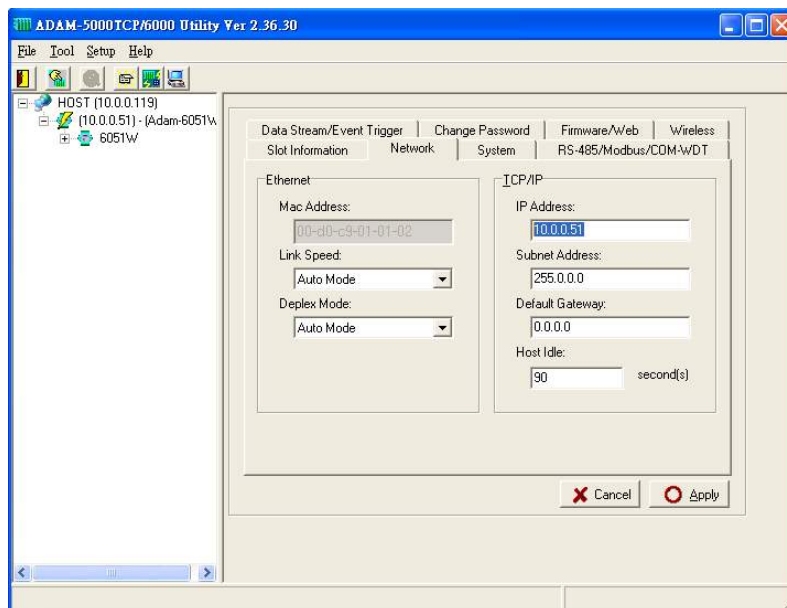 ADAM-5000TCP/6000 Utility Ver 2.36.30
File Tool Setup Help
HOST (10.0.0.119)
(10.0.0.51) - (Adam-6051W
6051W
Data Stream/Event Trigger Change Password Firmware/Web Wireless
Slot Information Network System RS-485/Modbus/COM-WDT
Ethernet
Mac Address:
00-d0-c9-01-01-02
Link Speed:
Auto Mode
Deplex Mode:
Auto Mode
TCP/IP
IP Address:
10.0.0.51
Subnet Address:
255.0.0.0
Default Gateway:
0.0.0.0
Host Idle:
90 second(s)
Cancel Apply